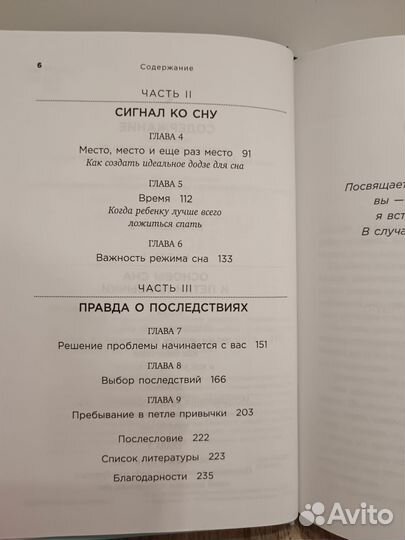 6
Содержание
ЧАСТЬ II
СИГНАЛ КО СНУ
ГЛАВА 4
Место, место и еще раз место 91
Как создать идеальное додзе для сна
ГЛАВА 5
Время 112
Когда ребенку лучше всего
ложиться спать
ГЛАВА 6
Важность режима сна 133
ЧАСТЬ III
ПРАВДА О ПОСЛЕДСТВИЯХ
ГЛАВА 7
Решение проблемы начинается с вас 151
ГЛАВА 8
Выбор последствий 166
ГЛАВА 9
Пребывание в петле привычки 203
Послесловие 222
Список литературы 223
Благодарности 235
Посвящает
вы —
я вст
В случа
Avito